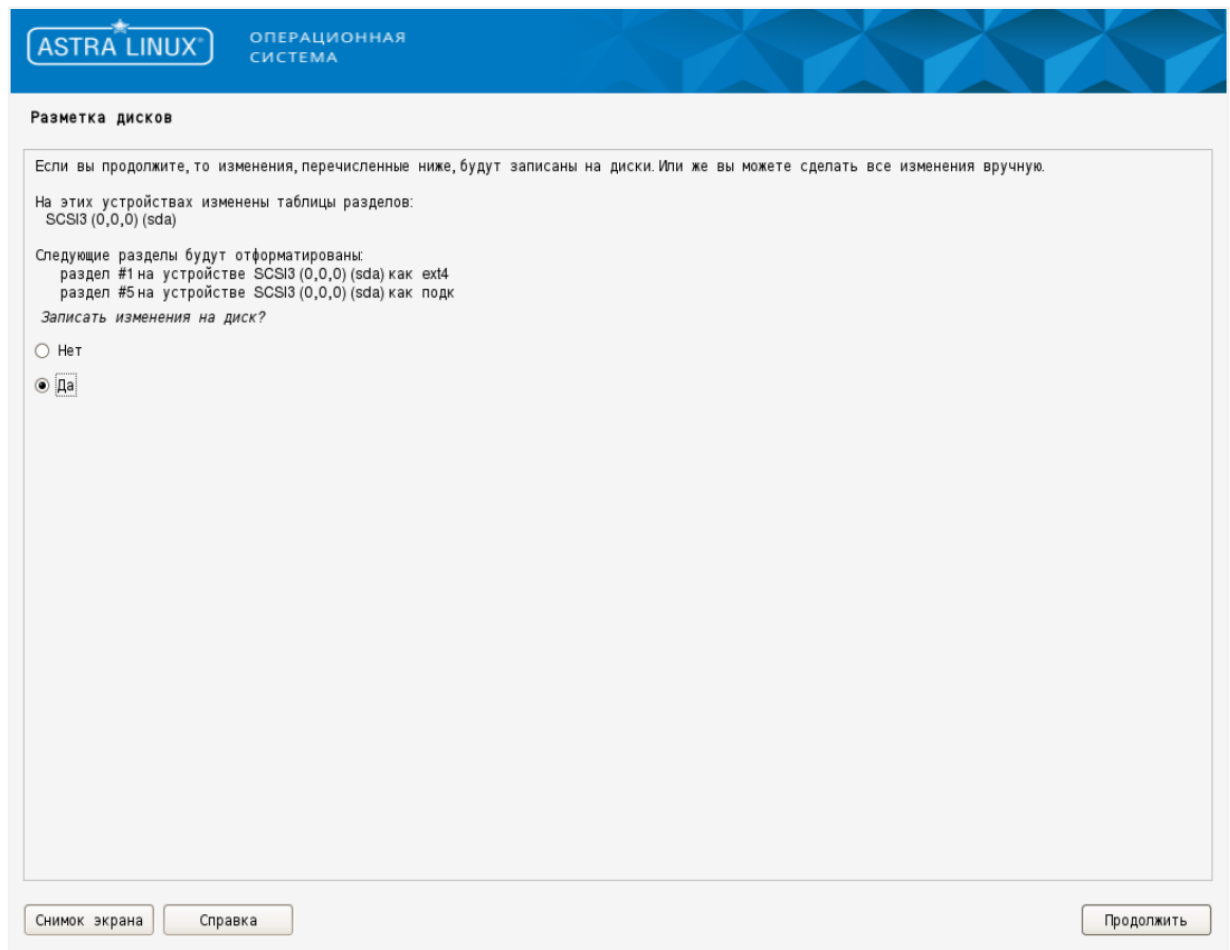 ASTRA LINUX®
ОПЕРАЦИОННАЯ
СИСТЕМА
Разметка дисков
Если вы продолжите, то изменения, перечисленные ниже, будут записаны на диски. Или же вы можете сделать все изменения вручную.
На этих устройствах изменены таблицы разделов:
SCSI3 (0,0,0) (sda)
Следующие разделы будут отформатированы:
раздел #1 на устройстве SCSI3 (0,0,0) (sda) как ext4
раздел #5 на устройстве SCSI3 (0,0,0) (sda) как подк
Записать изменения на диск?
Нет
Да
Снимок экрана
Справка
Продолжить